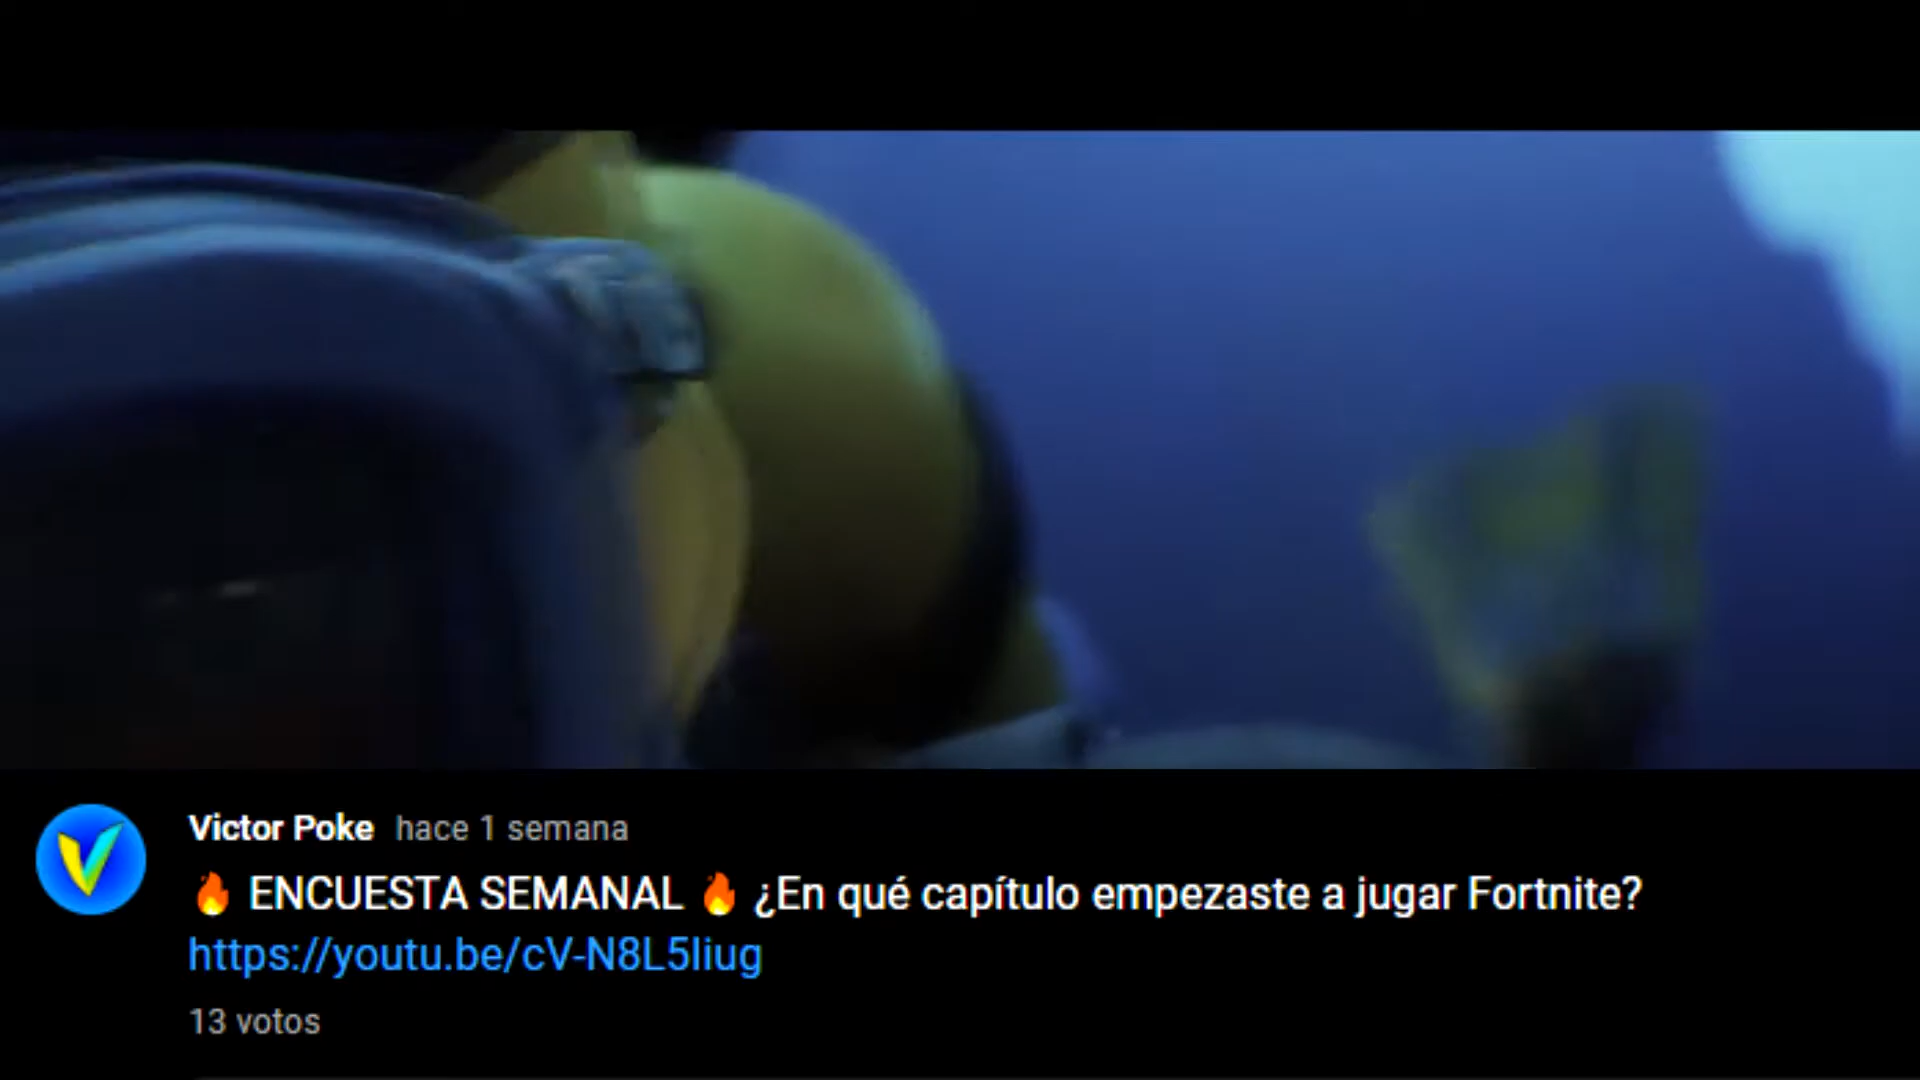 Victor Poke hace 1 semana
🔥 ENCUESTA SEMANAL 🔥 ¿En qué capítulo empezaste a jugar Fortnite?
https://youtu.be/cV-N8L5liug
13 votos